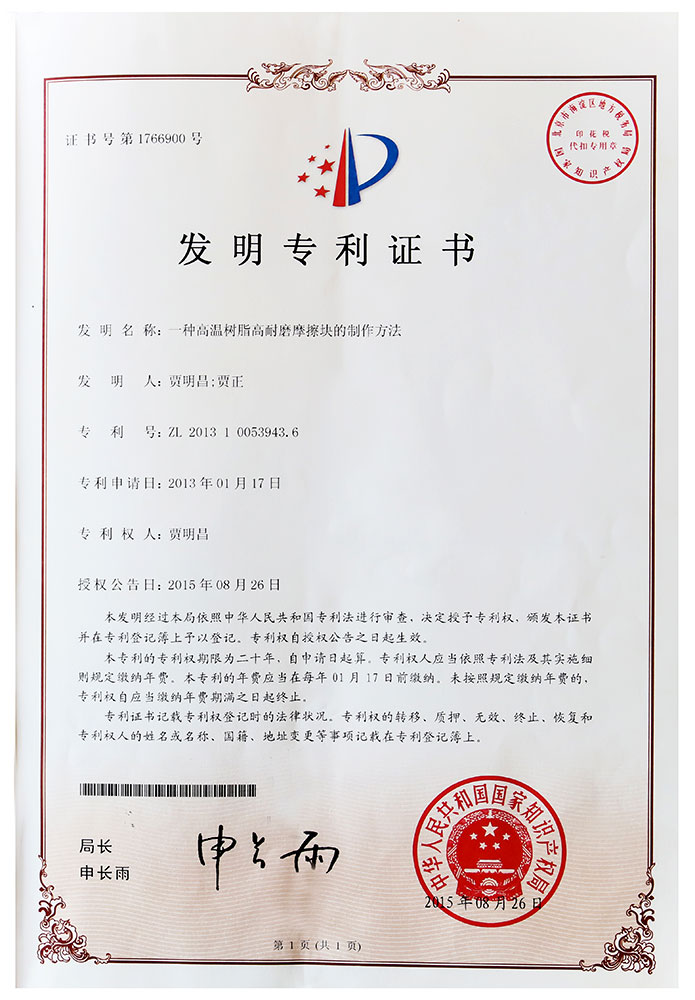 证书号第1766900号
北京市海淀区地方税务局
印花税
代扣专用章
国家知识产权局
发明专利证书
发明名称：一种高温树脂高耐磨摩擦块的制作方法
发明人：贾明昌;贾正
专利号：ZL 2013 1 0053943.6
专利申请日：2013年01月17日
专利权人：贾明昌
授权公告日：2015年08月26日
本发明经过本局依照中华人民共和国专利法进行审查，决定授予专利权，颁发本证书
并在专利登记簿上予以登记。专利权自授权公告之日起生效。
本专利的专利权期限为二十年，自申请日起算。专利权人应当依照专利法及其实施细
则规定缴纳年费。本专利的年费应当在每年01月17日前缴纳。未按照规定缴纳年费的，
专利权自应当缴纳年费期满之日起终止。
专利证书记载专利权登记时的法律状况。专利权的转移、质押、无效、终止、恢复和
专利权人的姓名或名称、国籍、地址变更等事项记载在专利登记簿上。
局长
申长雨
申长雨
中华人民共和国国家知识产权局
2015年08月26日
第1页(共1页)